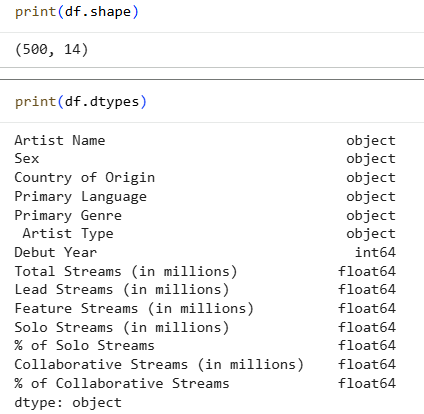 print(df.shape)
(500, 14)
print(df.dtypes)
Artist Name                            object
Sex                                    object
Country of Origin                      object
Primary Language                       object
Primary Genre                          object
 Artist Type                           object
Debut Year                              int64
Total Streams (in millions)           float64
Lead Streams (in millions)            float64
Feature Streams (in millions)         float64
Solo Streams (in millions)            float64
% of Solo Streams                     float64
Collaborative Streams (in millions)   float64
% of Collaborative Streams            float64
dtype: object